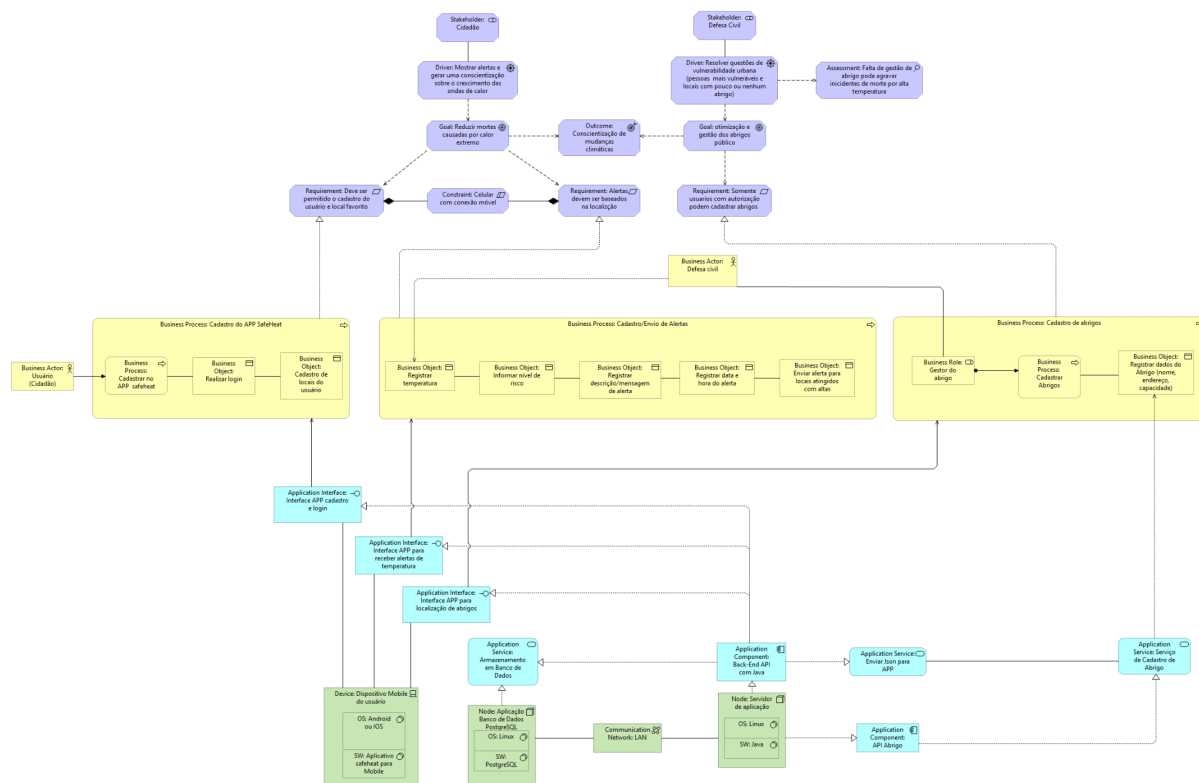 Stakeholder:
Cidadão
Stakeholder:
Defesa Civil
Driver: Mostrar alertas e
gerar uma conscientização
sobre o crescimento das
ondas de calor
Driver: Resolver questões de
vulnerabilidade urbana
(pessoas mais vulneráveis e
locais com pouco ou nenhum
abrigo)
Assessment: Falta de gestão de
abrigo pode agravar
inicidentes de morte por alta
temperatura
Goal: Reduzir mortes
causadas por calor
extremo
Outcome:
Conscientização de
mudanças
climáticas
Goal: otimização e
gestão dos abrigos
público
Requirement: Deve ser
permitido o cadastro do
usuário e local favorito
Constraint: Celular
com conexão móvel
Requirement: Alertas
devem ser baseados
na localizção
Requirement: Somente
usuarios com autorização
podem cadastrar abrigos
Business Actor:
Defesa civil
Business Process: Cadastro do APP SafeHeat
Business Process: Cadastro/Envio de Alertas
Business Process: Cadastro de abrigos
Business Actor:
Usuário
(Cidadão)
Business
Process:
Cadastrar no
APP safeheat
Business
Object:
Realizar login
Business
Object:
Cadastro de
locais do
usuário
Business Object:
Registrar
temperatura
Business Object:
Informar nível de
risco
Business Object:
Registrar
descrição/mensagem
de alerta
Business Object:
Registrar data e
hora do alerta
Business Object:
Enviar alerta para
locais atingidos
com altas
Business Role:
Gestor do
abrigo
Business
Process:
Cadastrar
Abrigos
Business Object:
Registrar dados do
Abrigo (nome,
endereço,
capacidade)
Application Interface:
Interface APP cadastro
e login
Application Interface:
Interface APP para
receber alertas de
temperatura
Application Interface:
Interface APP para
localização de abrigos
Application
Service:
Armazenamento
em Banco de
Dados
Application
Component:
Back-End API
com Java
Application Service:
Enviar Json para
APP
Application
Service: Serviço
de Cadastro de
Abrigo
Device: Dispositivo Mobile
do usuário
OS: Android
ou IOS
SW: Aplicativo
safeheat para
Mobile
Node: Aplicação
Banco de Dados
PostgreSQL
OS: Linux
SW:
PostgreSQL
Communication
Network: LAN
Node: Servidor
de aplicação
OS: Linux
SW: Java
Application
Component:
API Abrigo